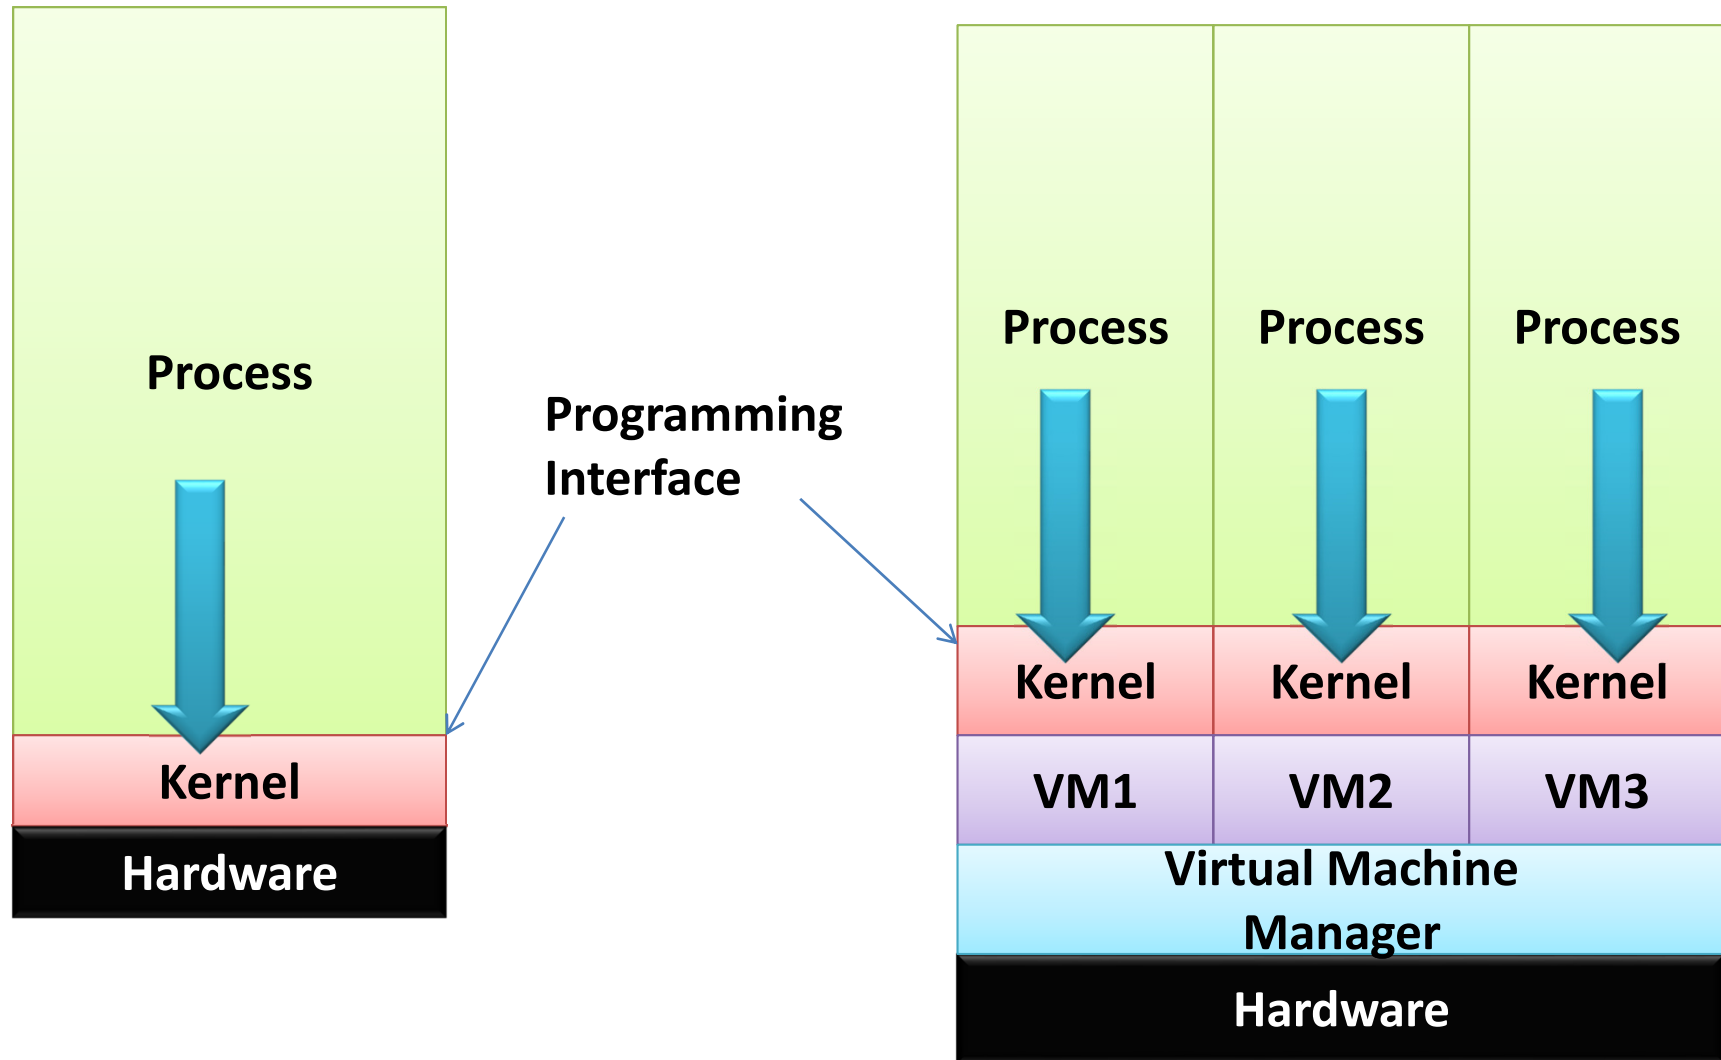 Process
Kernel
Hardware
Programming
Interface
Process Process Process
Kernel Kernel Kernel
VM1 VM2 VM3
Virtual Machine
Manager
Hardware